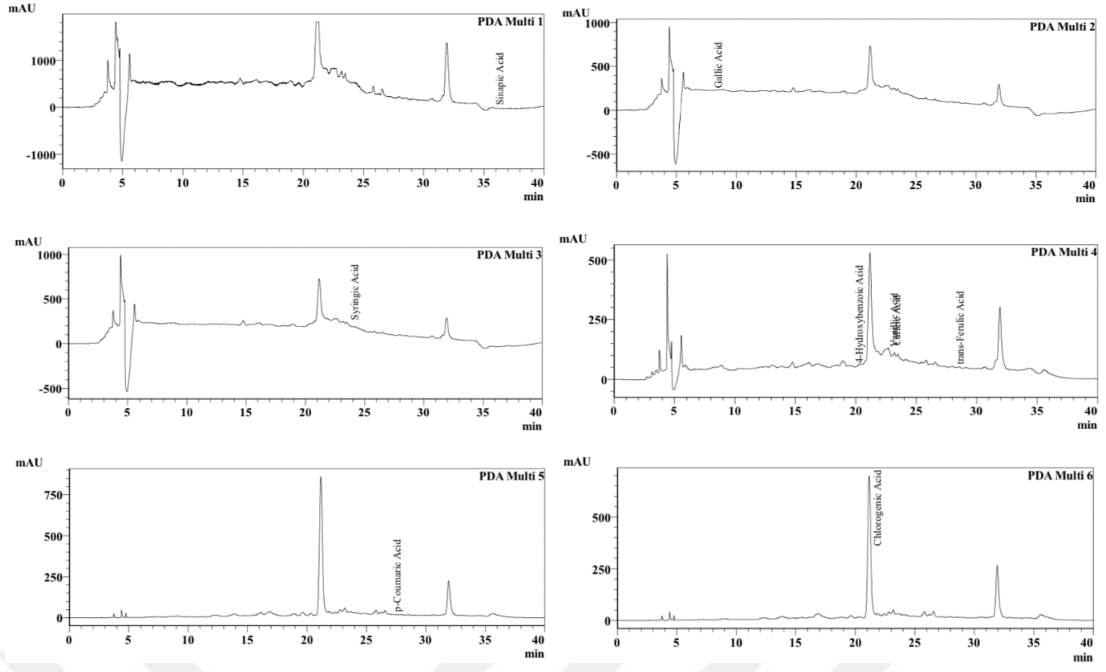 mAU
PDA Multi 1
1000
0
-1000
Sinapic Acid
0 5 10 15 20 25 30 35 40
min
mAU
PDA Multi 2
1000
500
0
-500
Gallic Acid
0 5 10 15 20 25 30 35 40
min
mAU
PDA Multi 3
1000
500
0
-500
Syringic Acid
0 5 10 15 20 25 30 35 40
min
mAU
PDA Multi 4
500
250
0
4-Hydroxybenzoic Acid
Acid
trans-Ferulic Acid
0 5 10 15 20 25 30 35 40
min
mAU
PDA Multi 5
750
500
250
0
p-Coumaric Acid
0 5 10 15 20 25 30 35 40
min
mAU
PDA Multi 6
500
250
0
Chlorogenic Acid
0 5 10 15 20 25 30 35 40
min